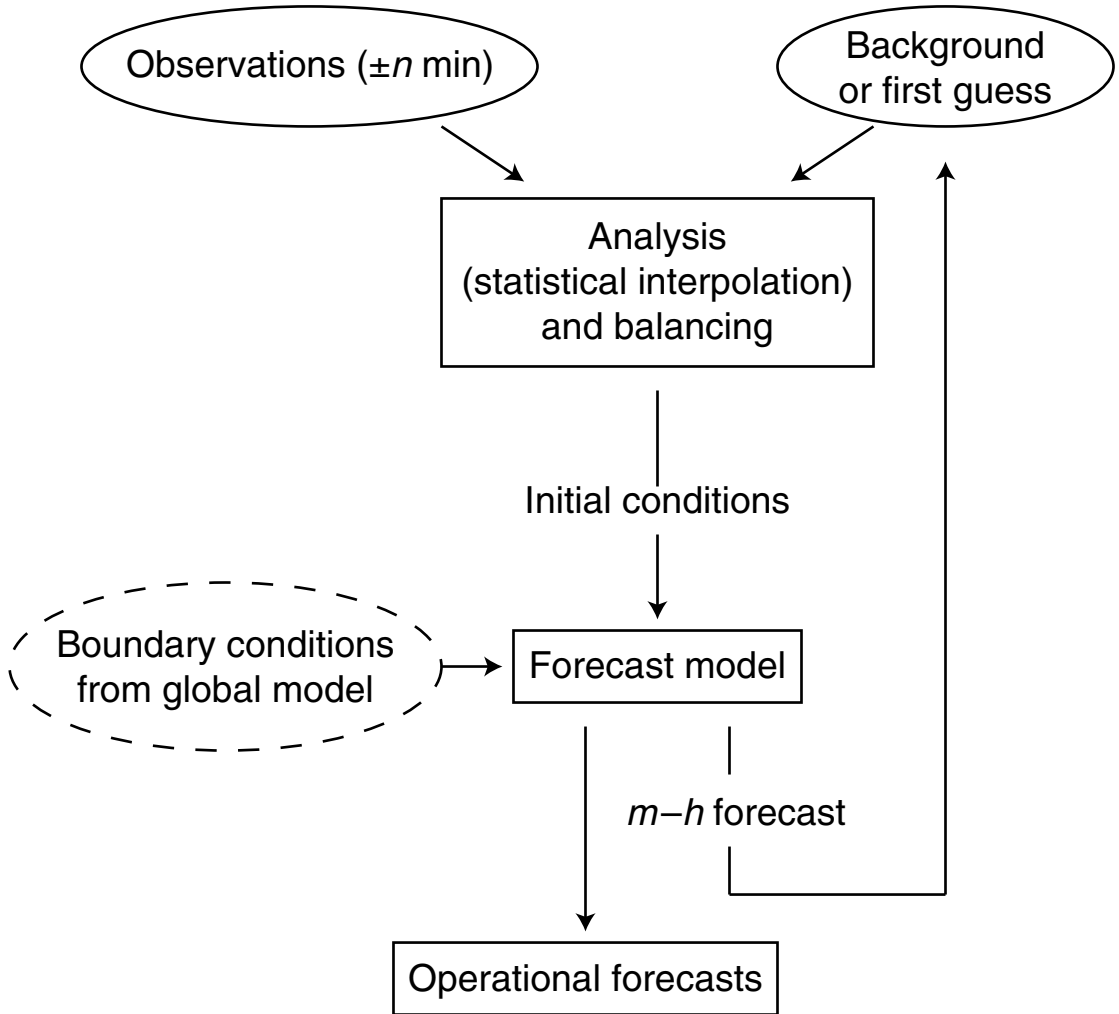 Observations (±n min)
Background
or first guess
Analysis
(statistical interpolation)
and balancing
Initial conditions
Boundary conditions
from global model
Forecast model
m–h forecast
Operational forecasts